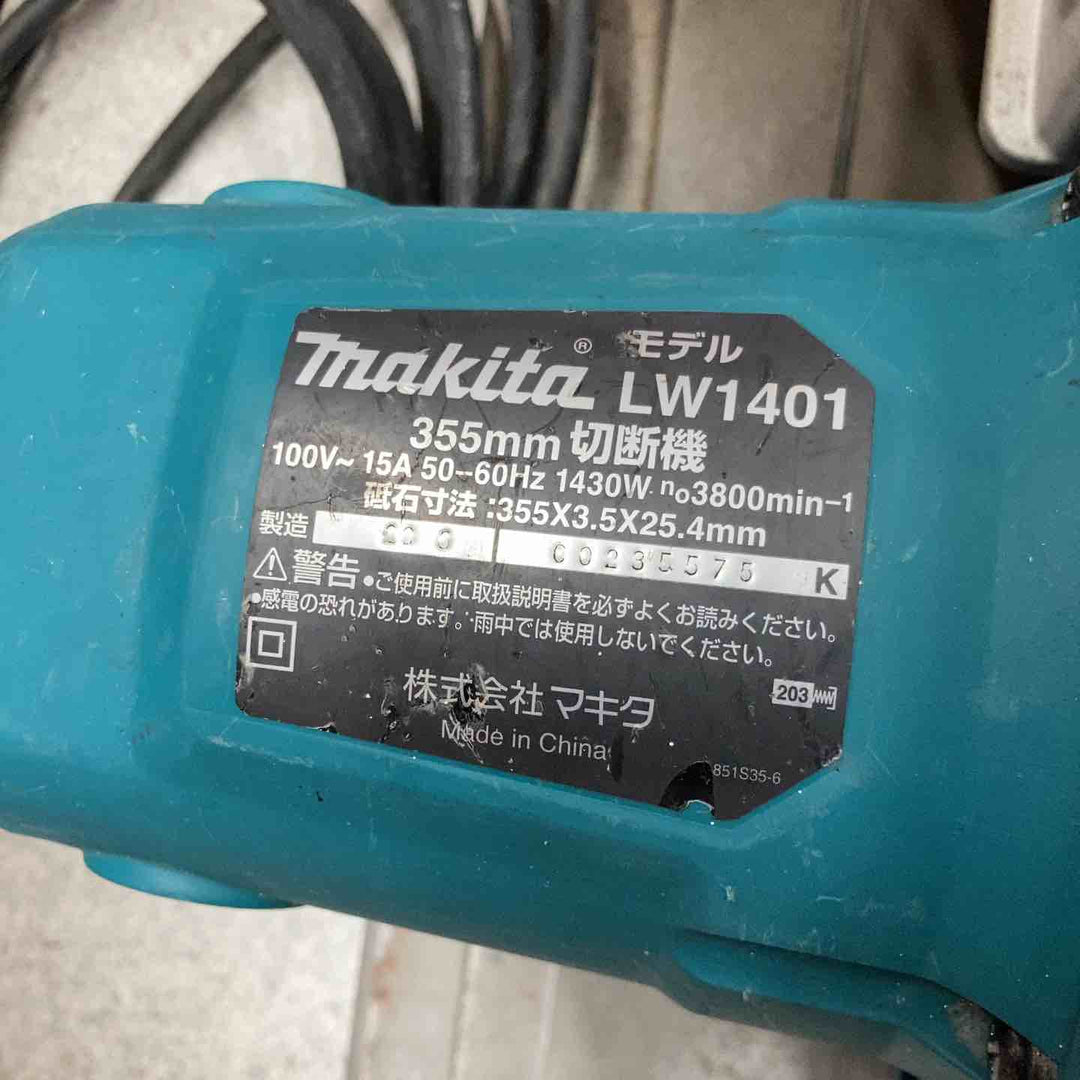 makita® モデル LW1401
355mm 切断機
100V~ 15A 50--60Hz 1430W n₀3800min-1
砥石寸法 :355X3.5X25.4mm
製造 00235575 K
⚠警告 •ご使用前に取扱説明書を必ずよくお読みください。
•感電の恐れがあります。•雨中では使用しないでください。
株式会社 マキタ
203
Made in China
851S35-6